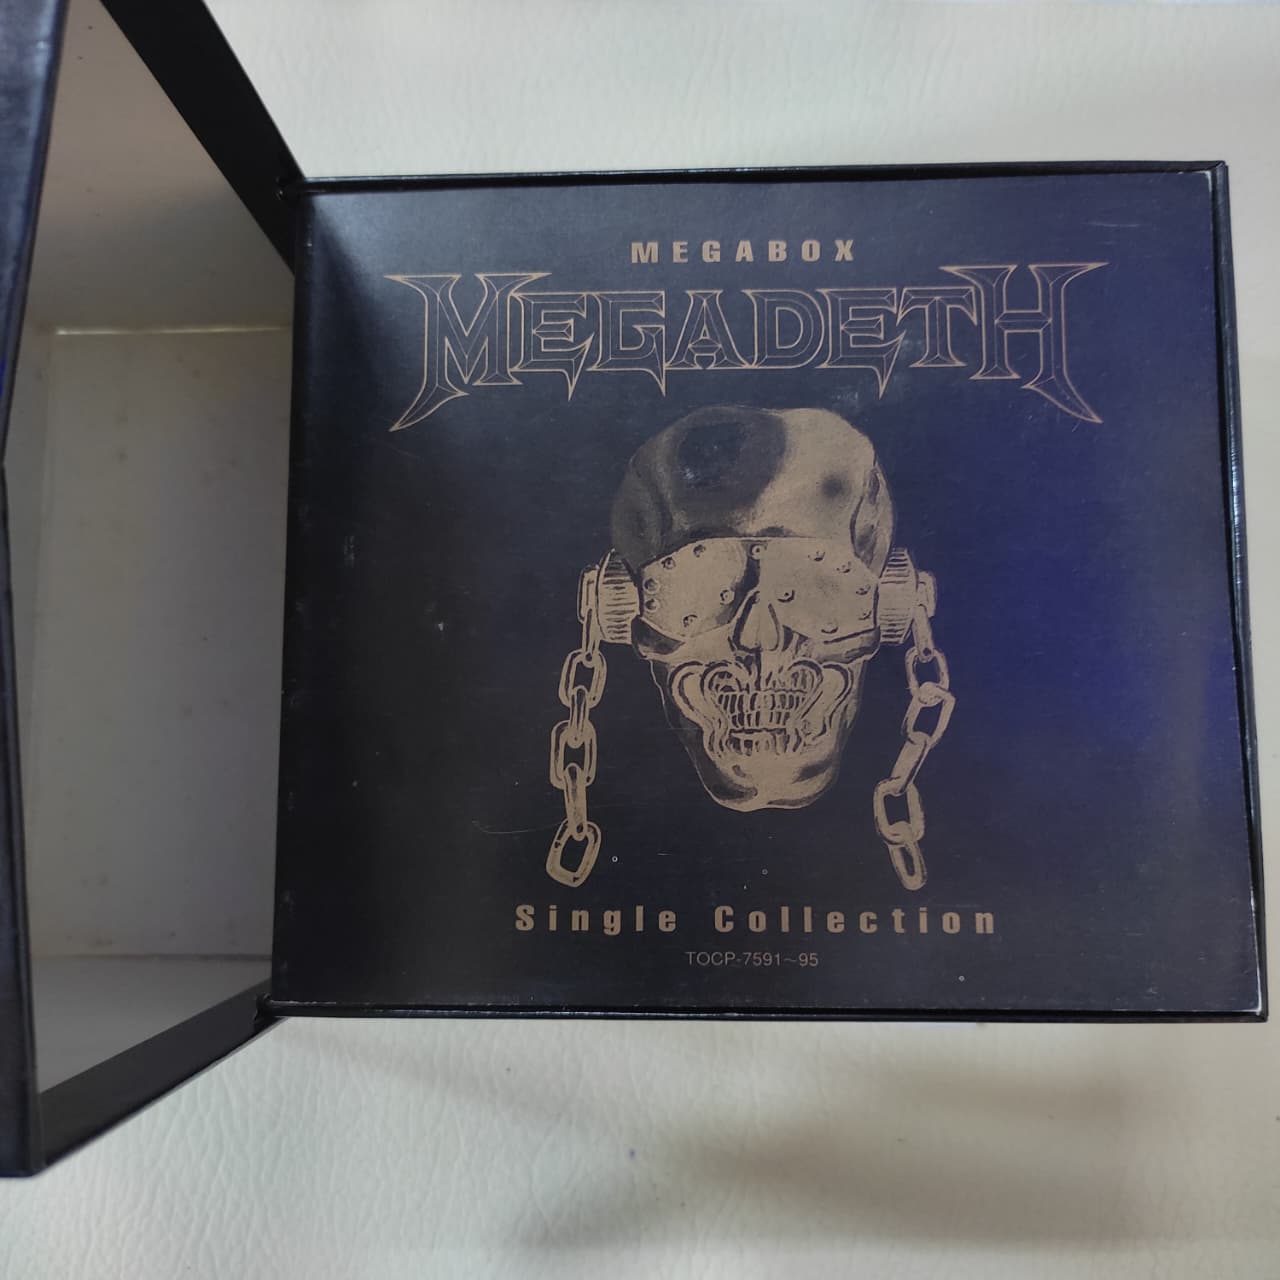 MEGABOX
MEGADETH
Single Collection
TOCP-7591~95